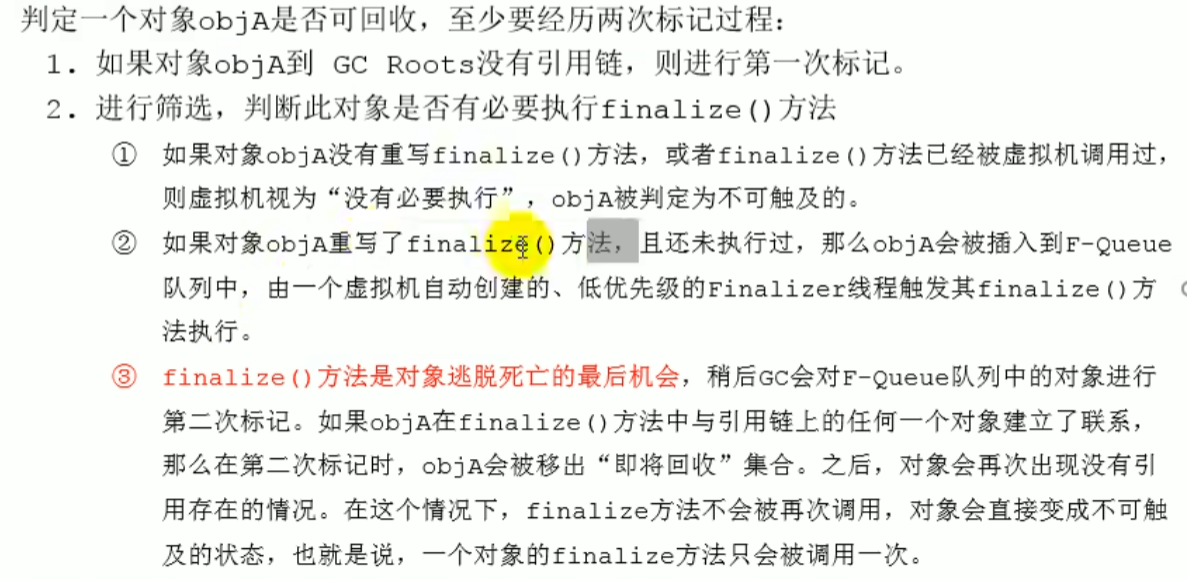 判定一个对象objA是否可回收，至少要经历两次标记过程：
1. 如果对象objA到 GC Roots没有引用链，则进行第一次标记。
2. 进行筛选，判断此对象是否有必要执行finalize()方法
① 如果对象objA没有重写finalize()方法，或者finalize()方法已经被虚拟机调用过，
则虚拟机视为“没有必要执行”，objA被判定为不可触及的。
② 如果对象objA重写了finalize()方法，且还未执行过，那么objA会被插入到F-Queue
队列中，由一个虚拟机自动创建的、低优先级的Finalizer线程触发其finalize()方
法执行。
③ finalize()方法是对象逃脱死亡的最后机会，稍后GC会对F-Queue队列中的对象进行
第二次标记。如果objA在finalize()方法中与引用链上的任何一个对象建立了联系，
那么在第二次标记时，objA会被移出“即将回收”集合。之后，对象会再次出现没有引
用存在的情况。在这个情况下，finalize方法不会被再次调用，对象会直接变成不可触
及的状态，也就是说，一个对象的finalize方法只会被调用一次。